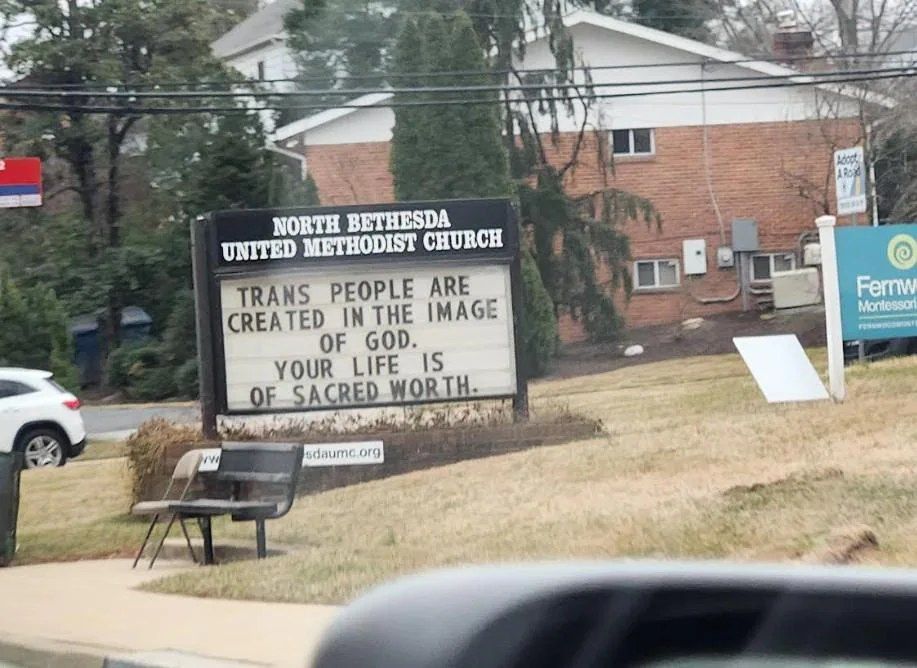 NORTH BETHESDA
UNITED METHODIST CHURCH
TRANS PEOPLE ARE
CREATED IN THE IMAGE
OF GOD.
YOUR LIFE IS
OF SACRED WORTH.
sdaumc.org
Adopt
A Road
Fernw
Montessori